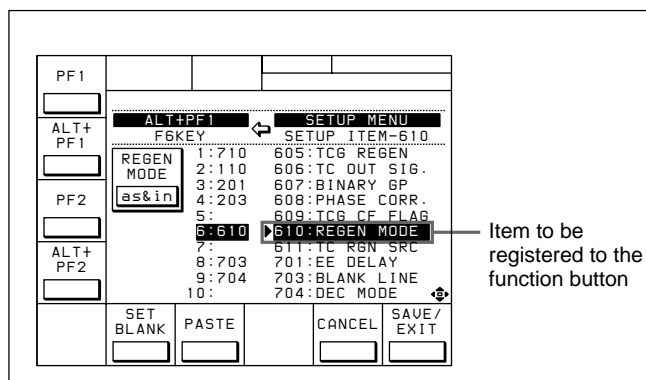 PF1
ALT+
PF1
PF2
ALT+
PF2
ALT+PF1
F6KEY
REGEN
MODE
as&in
1:710
2:110
3:201
4:203
5:
6:610
7:
8:703
9:704
10:
SETUP MENU
SETUP ITEM-610
605:TCG REGEN
606:TC OUT SIG.
607:BINARY GP
608:PHASE CORR.
609:TCG CF FLAG
610:REGEN MODE
611:TC RGN SRC
701:EE DELAY
703:BLANK LINE
704:DEC MODE
SET
BLANK
PASTE
CANCEL
SAVE/
EXIT
Item to be
registered to the
function button